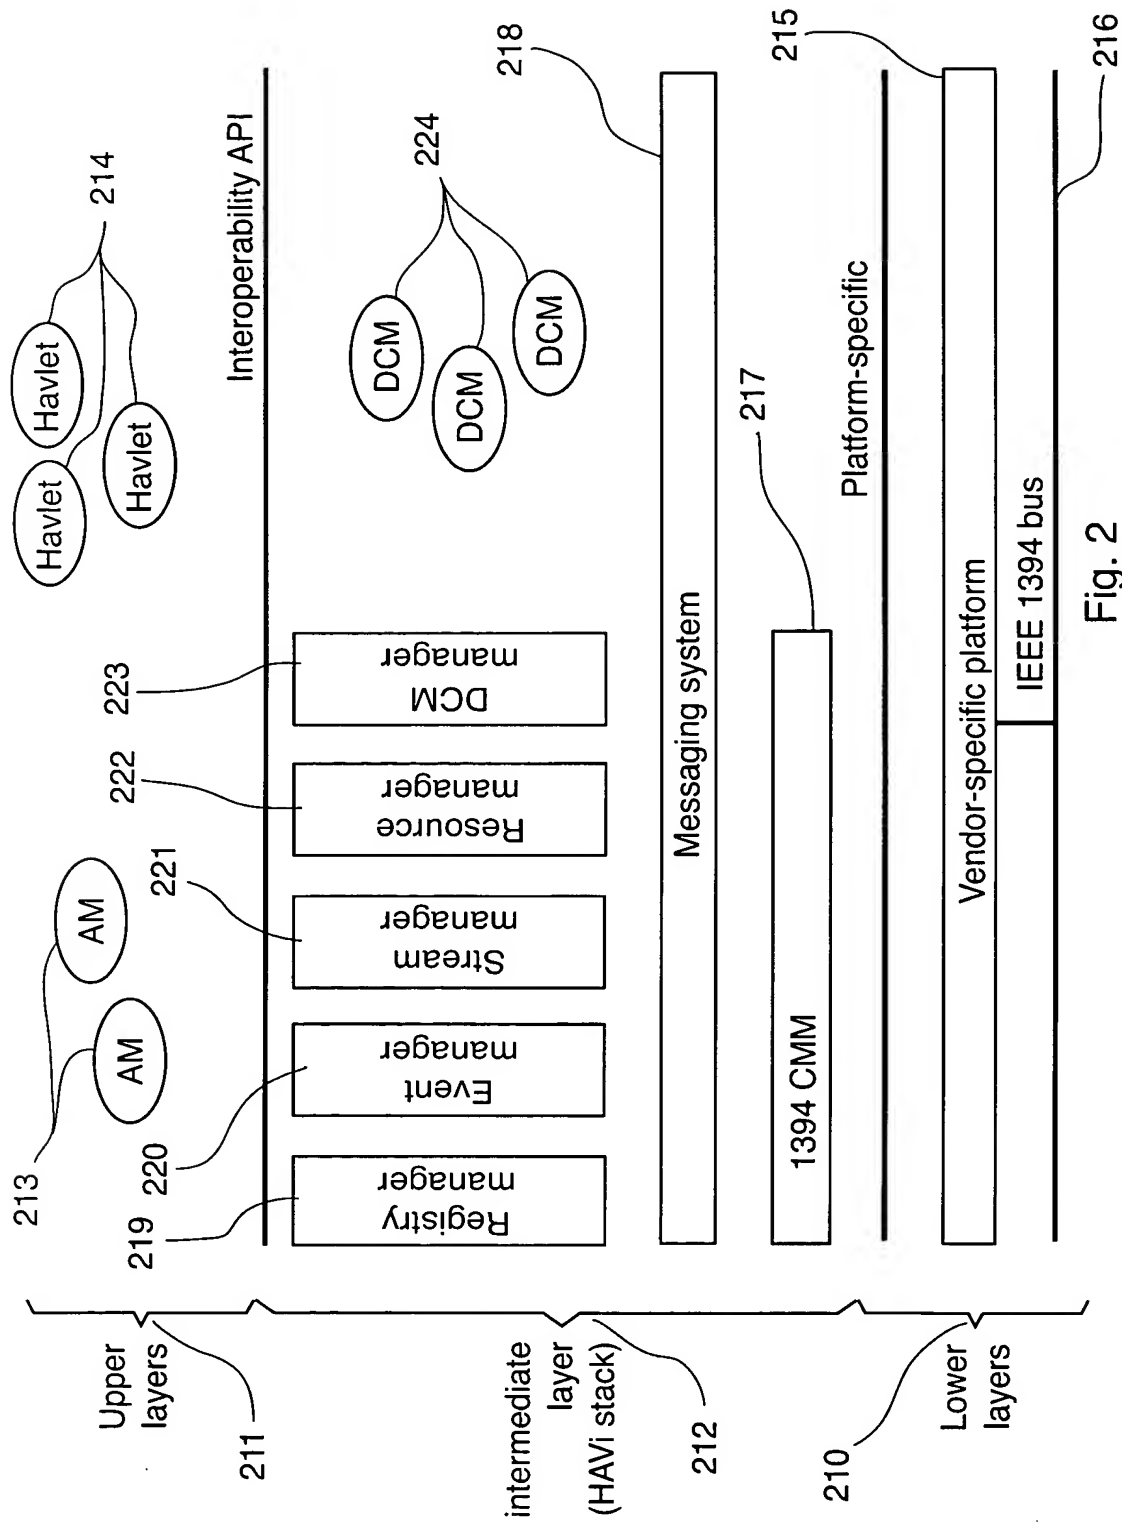 Upper
layers
211
213
AM
AM
Havlet
Havlet
Havlet
214
Interoperability API
intermediate
layer
(HAVi stack)
212
219
Registry
manager
220
Event
manager
221
Stream
manager
222
Resource
manager
223
DCM
manager
DCM
DCM
DCM
224
Messaging system
218
1394 CMM
217
Platform-specific
Lower
layers
210
Vendor-specific platform
215
IEEE 1394 bus
216
Fig. 2